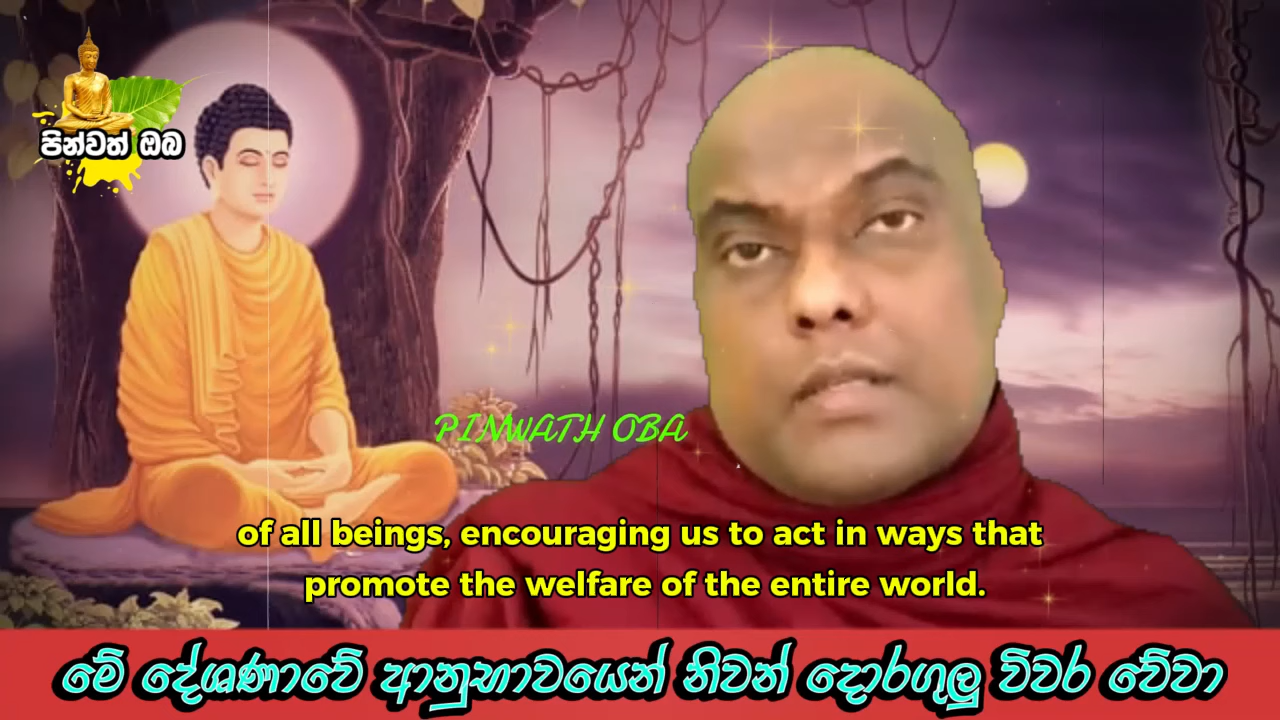 පින්වත් ඔබ
PINWATH OBA
of all beings, encouraging us to act in ways that
promote the welfare of the entire world.
මේ දේශණාවේ ආනුභාවයෙන් නිවන් දොරගුලු විවර වේවා